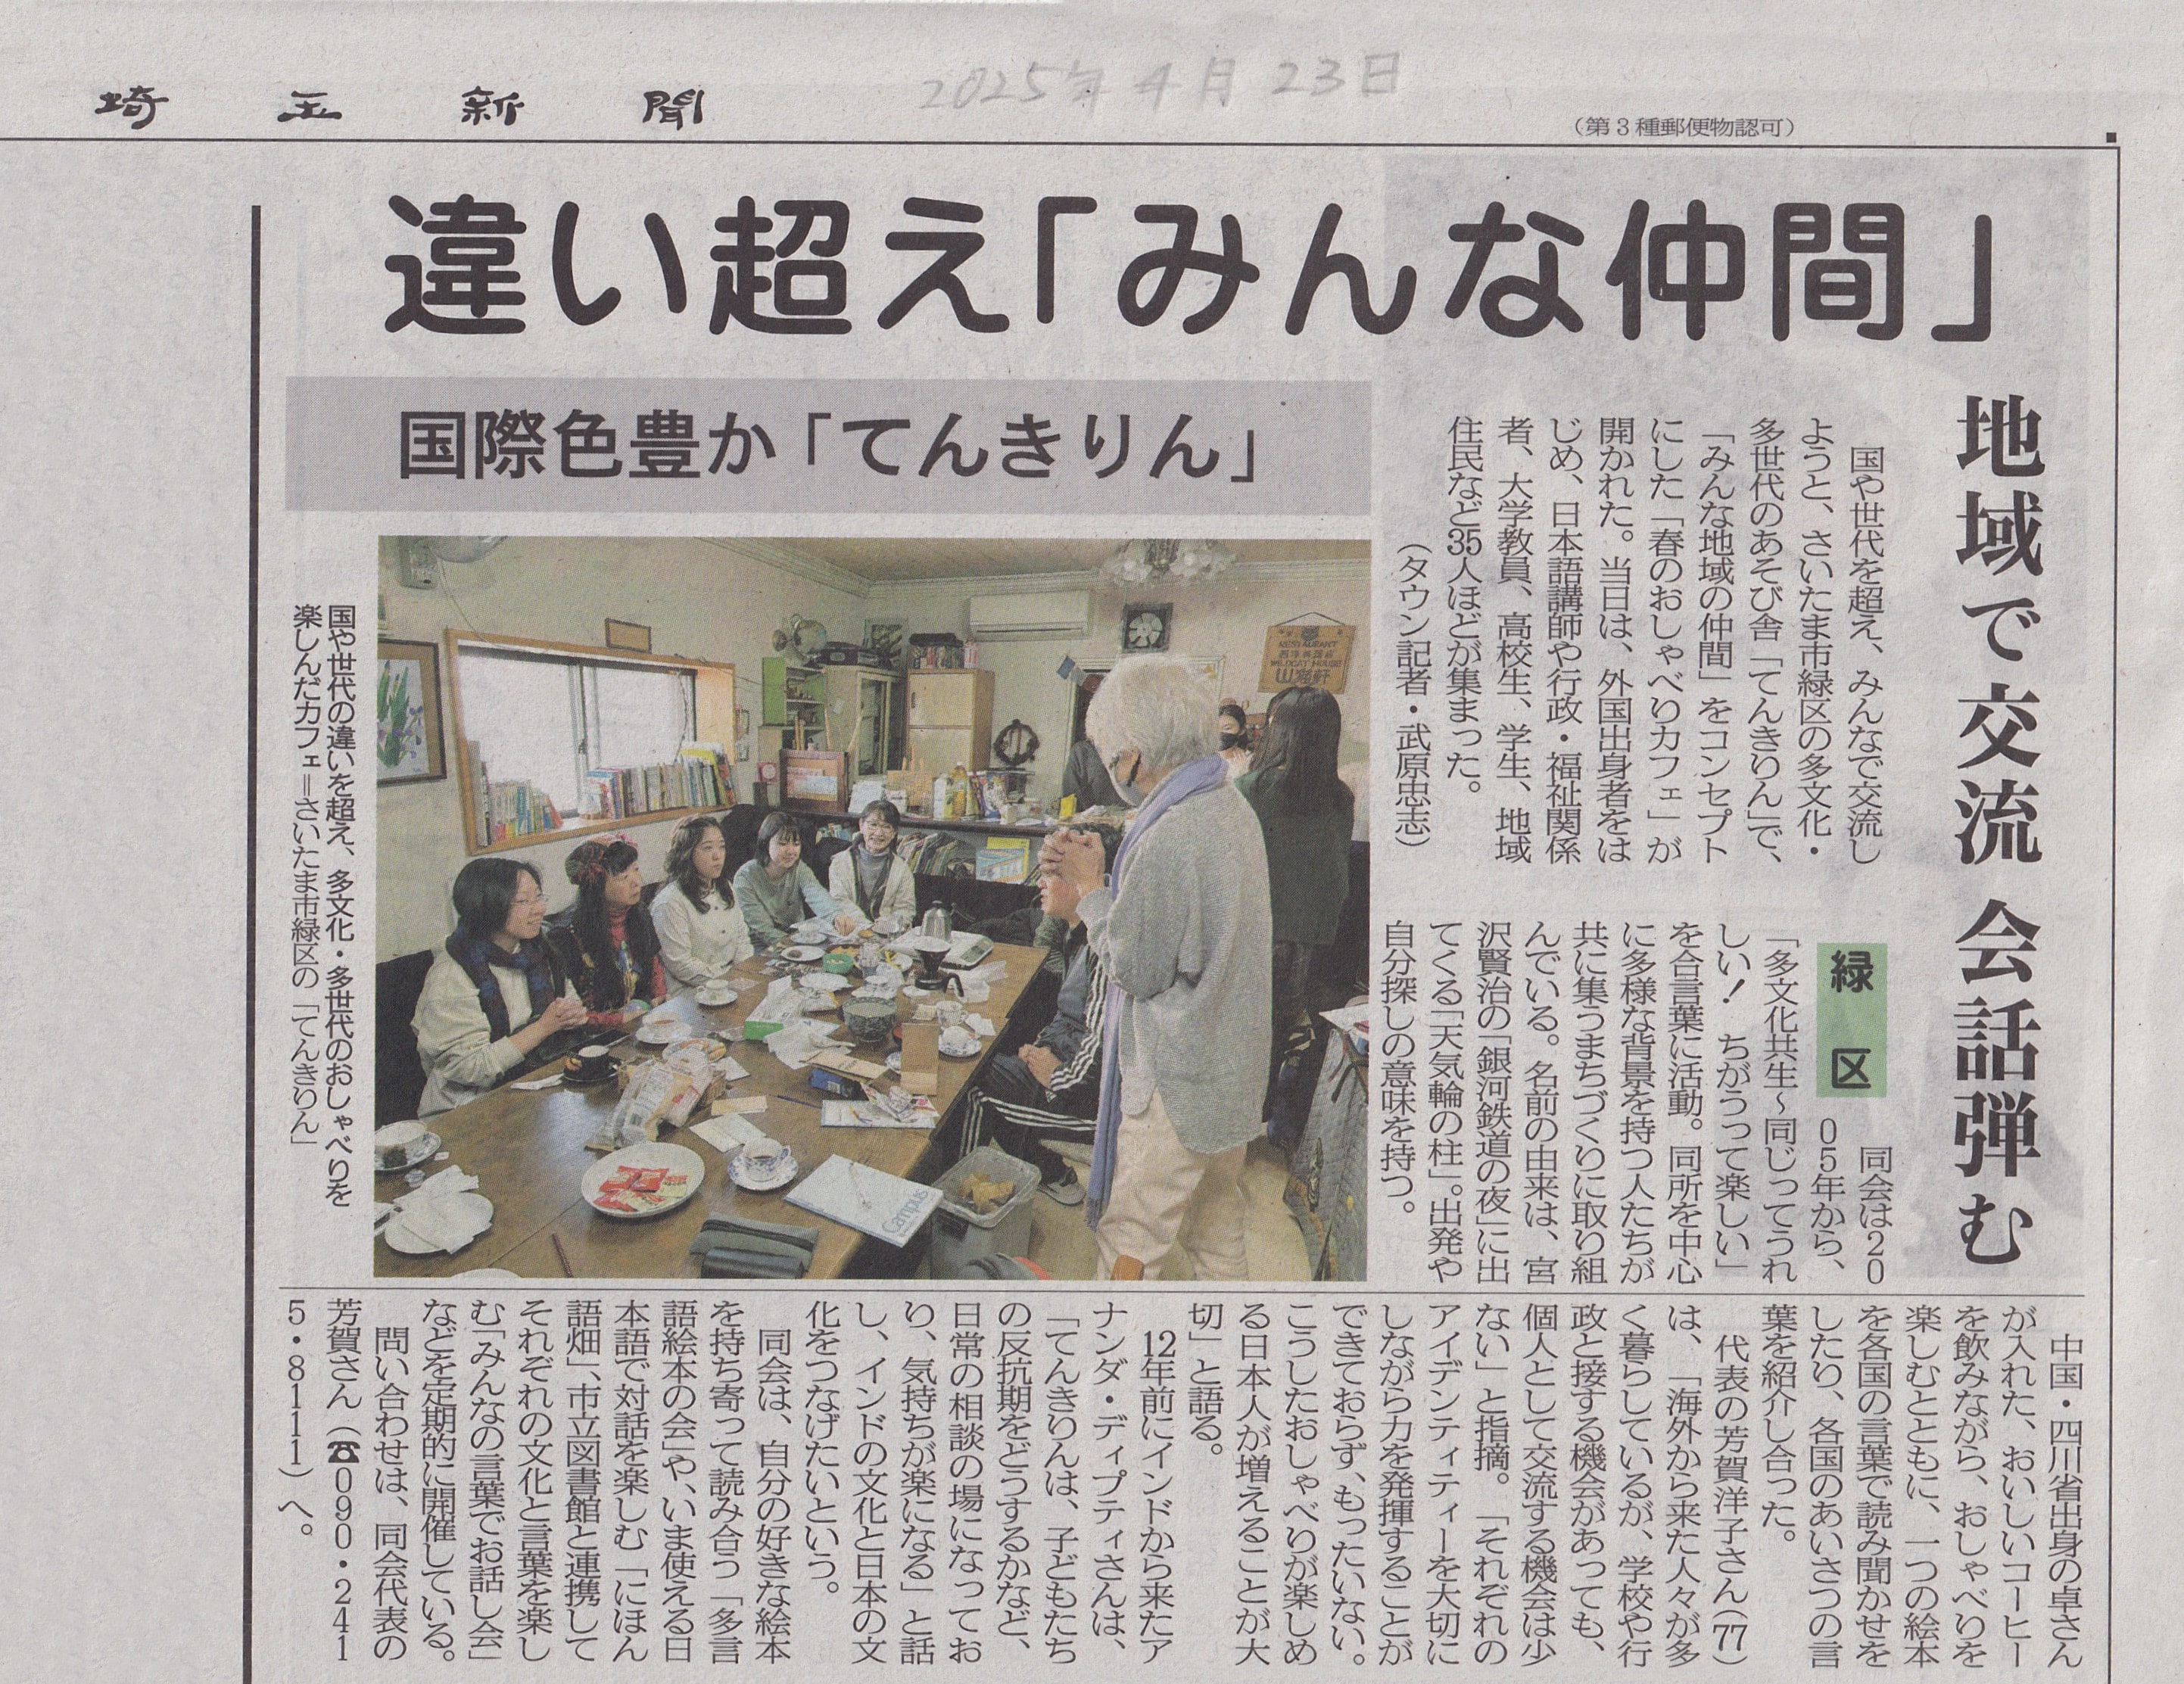 埼玉新聞
2025年4月23日
(第3種郵便物認可)
違い超え「みんな仲間」
国際色豊か「てんきりん」
地域で交流 会話弾む
国や世代を超え、みんなで交流し
ようと、さいたま市緑区の多文化・
多世代のあそび舎「てんきりん」で、
「みんな地域の仲間」をコンセプト
にした「春のおしゃべりカフェ」が
開かれた。当日は、外国出身者をは
じめ、日本語講師や行政・福祉関係
者、大学教員、高校生、学生、地域
住民など35人ほどが集まった。
(タウン記者・武原忠志)
緑区
同会は20
05年から、
「多文化共生~同じってうれ
しい! ちがうって楽しい」
を合言葉に活動。同所を中心
に多様な背景を持つ人たちが
共に集うまちづくりに取り組
んでいる。名前の由来は、宮
沢賢治の「銀河鉄道の夜」に出
てくる「天気輪の柱」。出発や
自分探しの意味を持つ。
RESTAURANT
西洋料理店
WILDCAT HOUSE
山猫軒
Campus
国や世代の違いを超え、多文化・多世代のおしゃべりを
楽しんだカフェ=さいたま市緑区の「てんきりん」
中国・四川省出身の卓さん
が入れた、おいしいコーヒー
を飲みながら、おしゃべりを
楽しむとともに、一つの絵本
を各国の言葉で読み聞かせを
したり、各国のあいさつの言
葉を紹介し合った。
代表の芳賀洋子さん(77)
は、「海外から来た人々が多
く暮らしているが、学校や行
政と接する機会があっても、
個人として交流する機会は少
ない」と指摘。「それぞれの
アイデンティティーを大切に
しながら力を発揮することが
できておらず、もったいない。
こうしたおしゃべりが楽しめ
る日本人が増えることが大
切」と語る。
12年前にインドから来たア
ナンダ・ディプティさんは、
「てんきりんは、子どもたち
の反抗期をどうするかなど、
日常の相談の場になってお
り、気持ちが楽になる」と話
し、インドの文化と日本の文
化をつなげたいという。
同会は、自分の好きな絵本
を持ち寄って読み合う「多言
語絵本の会」や、いま使える日
本語で対話を楽しむ「にほん
語畑」、市立図書館と連携して
それぞれの文化と言葉を楽し
む「みんなの言葉でお話し会」
などを定期的に開催している。
問い合わせは、同会代表の
芳賀さん(☎090・241
5・8111)へ。